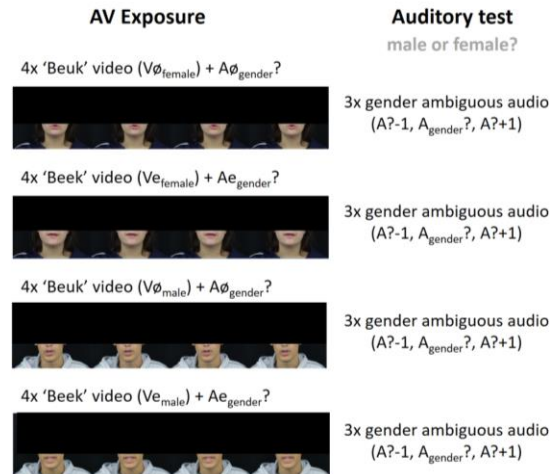 AV Exposure
Auditory test
male or female?
4x ‘Beuk’ video (Vøfemale) + Aøgender?
3x gender ambiguous audio
(A?-1, Agender?, A?+1)
4x ‘Beek’ video (Vefemale) + Aegender?
3x gender ambiguous audio
(A?-1, Agender?, A?+1)
4x ‘Beuk’ video (Vømale) + Aøgender?
3x gender ambiguous audio
(A?-1, Agender?, A?+1)
4x ‘Beek’ video (Vemale) + Aegender?
3x gender ambiguous audio
(A?-1, Agender?, A?+1)